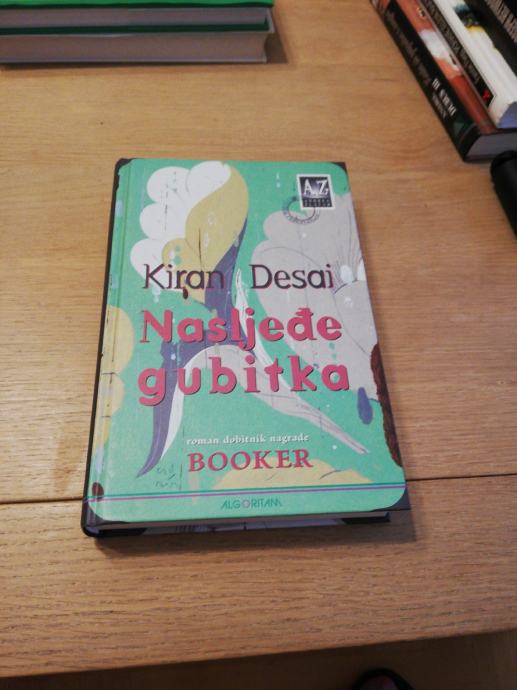 A.Z
Kiran Desai
Nasljeđe
gubitka
roman dobitnik nagrade
BOOKER
ALGORITAM